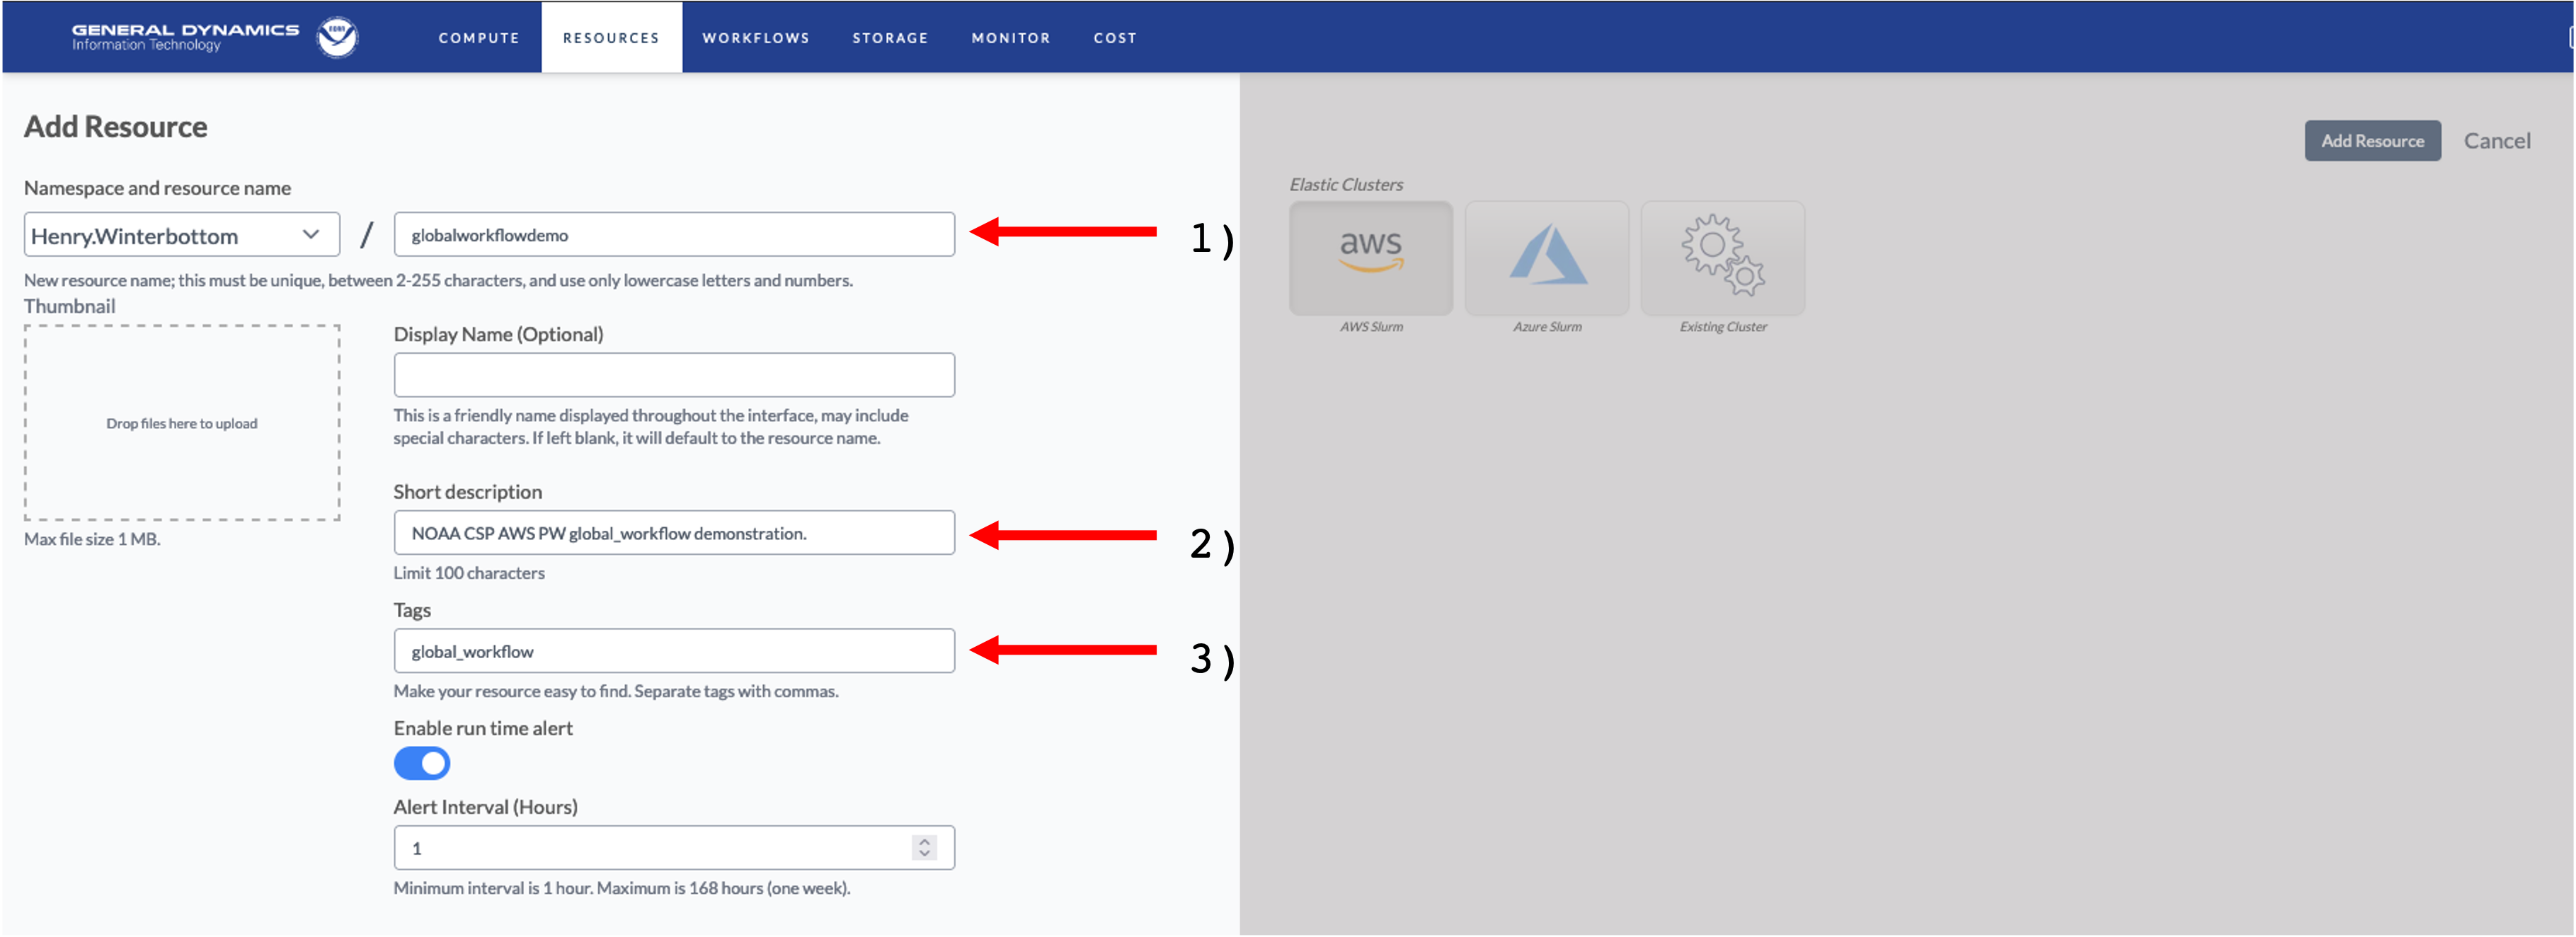 GENERAL DYNAMICS
Information Technology
COMPUTE
RESOURCES
WORKFLOWS
STORAGE
MONITOR
COST
Add Resource
Namespace and resource name
Henry.Winterbottom / globalworkflowdemo
1)
New resource name; this must be unique, between 2-255 characters, and use only lowercase letters and numbers.
Thumbnail
Drop files here to upload
Max file size 1 MB.
Display Name (Optional)
This is a friendly name displayed throughout the interface, may include
special characters. If left blank, it will default to the resource name.
Short description
NOAA CSP AWS PW global_workflow demonstration.
2)
Limit 100 characters
Tags
global_workflow
3)
Make your resource easy to find. Separate tags with commas.
Enable run time alert
Alert Interval (Hours)
1
Minimum interval is 1 hour. Maximum is 168 hours (one week).
Add Resource
Cancel
Elastic Clusters
aws
AWS Slurm
Azure Slurm
Existing Cluster